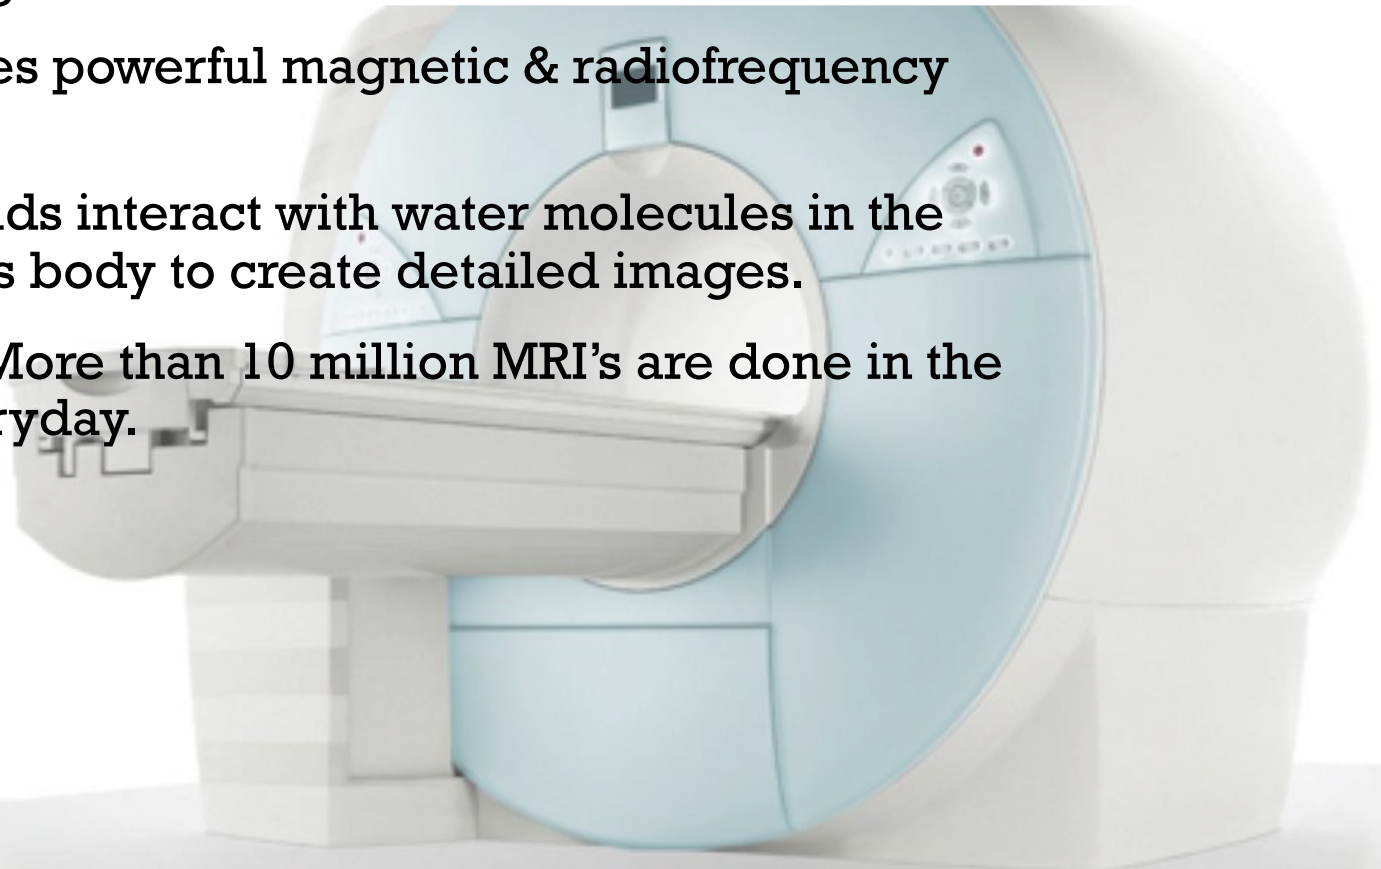 es powerful magnetic & radiofrequency
lds interact with water molecules in the
s body to create detailed images.
More than 10 million MRI’s are done in the
ryday.